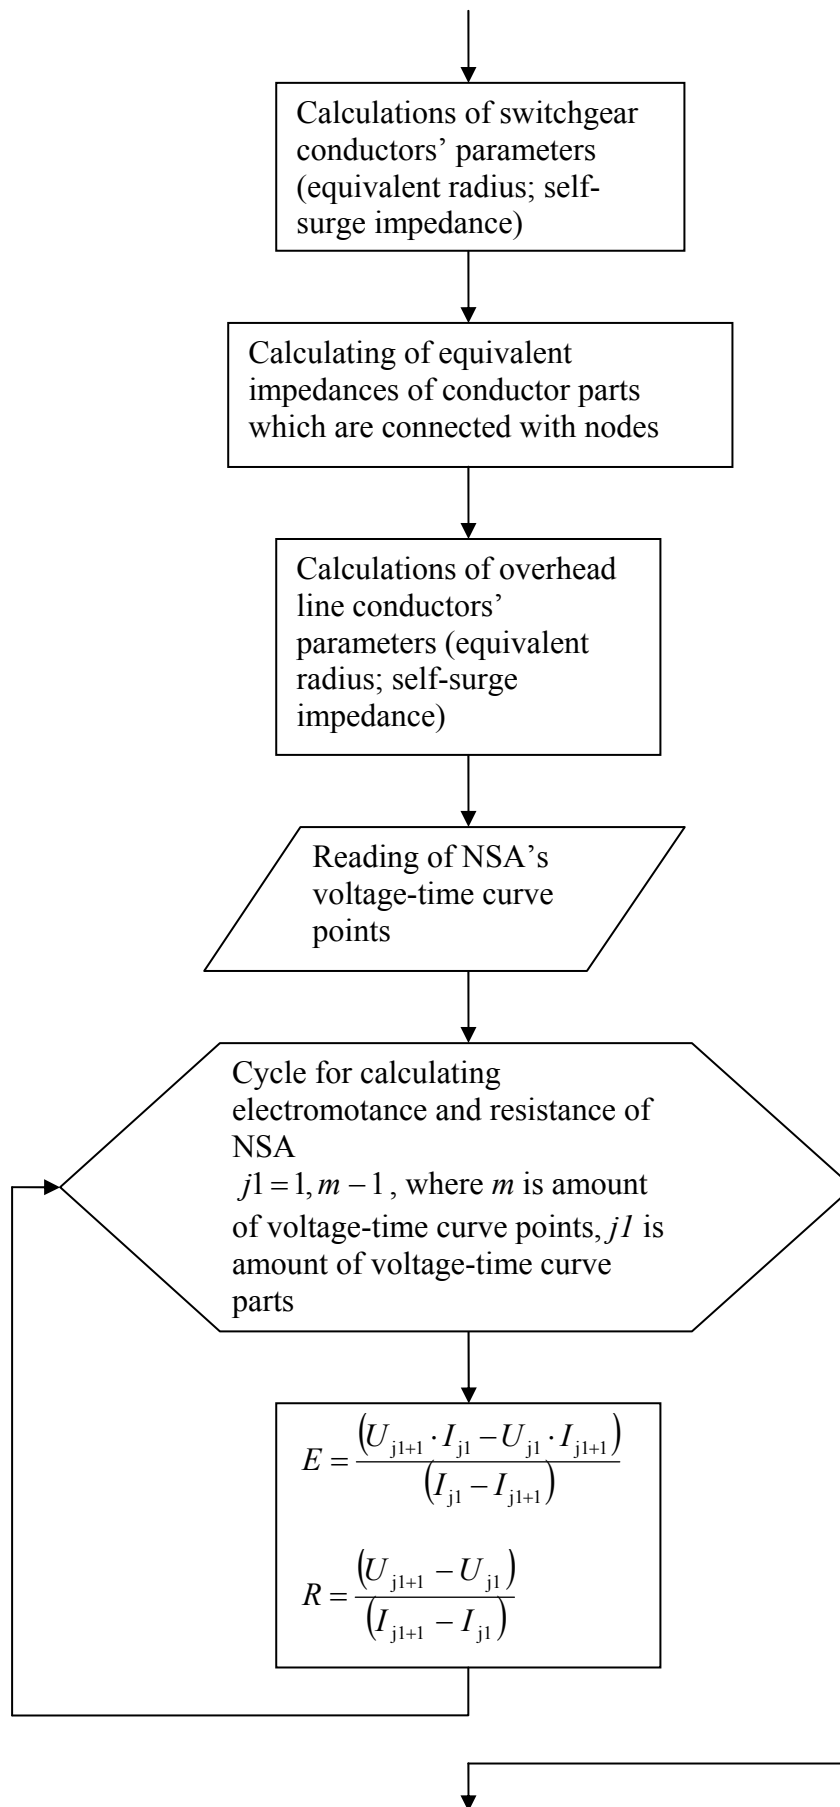 Calculations of switchgear
conductors’ parameters
(equivalent radius; self-
surge impedance)
Calculating of equivalent
impedances of conductor parts
which are connected with nodes
Calculations of overhead
line conductors’
parameters (equivalent
radius; self-surge
impedance)
Reading of NSA’s
voltage-time curve
points
Cycle for calculating
electromotance and resistance of
NSA
j1 = 1, m − 1 , where m is amount
of voltage-time curve points, j1 is
amount of voltage-time curve
parts
E = (U_{j1+1} · I_{j1} − U_{j1} · I_{j1+1}) / (I_{j1} − I_{j1+1})
R = (U_{j1+1} − U_{j1}) / (I_{j1+1} − I_{j1})